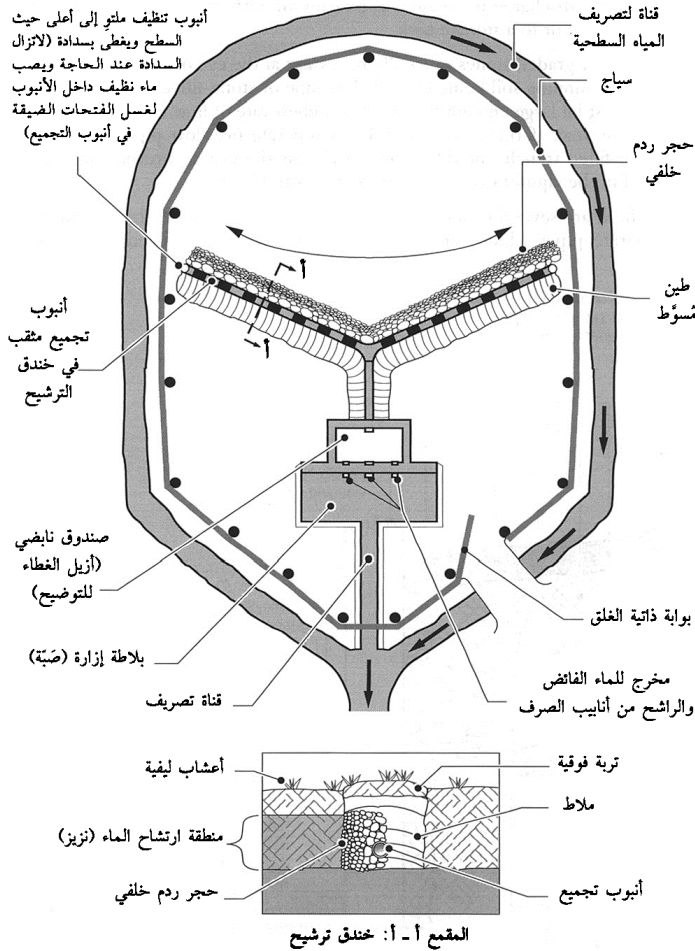 قناة لتصريف
المياه السطحية
سياج
حجر ردم
خلفي
طين
مُسوَّط
أنبوب تنظيف ملتوٍ إلى أعلى حيث
السطح ويغطى بسدادة (لاتزال
السدادة عند الحاجة ويصب
ماء نظيف داخل الأنبوب
لغسل الفتحات الضيقة
في أنبوب التجميع)
أ
أ
أنبوب
تجميع مثقب
في خندق
الترشيح
صندوق نابضي
(أزيل الغطاء
للتوضيح)
بوابة ذاتية الغلق
بلاطة إزارة (صَبّة)
مخرج للماء الفائض
والراشح من أنابيب الصرف
قناة تصريف
تربة فوقية
أعشاب ليفية
ملاط
منطقة ارتشاح الماء (نزيز)
أنبوب تجميع
حجر ردم خلفي
المقمع أ - أ: خندق ترشيح